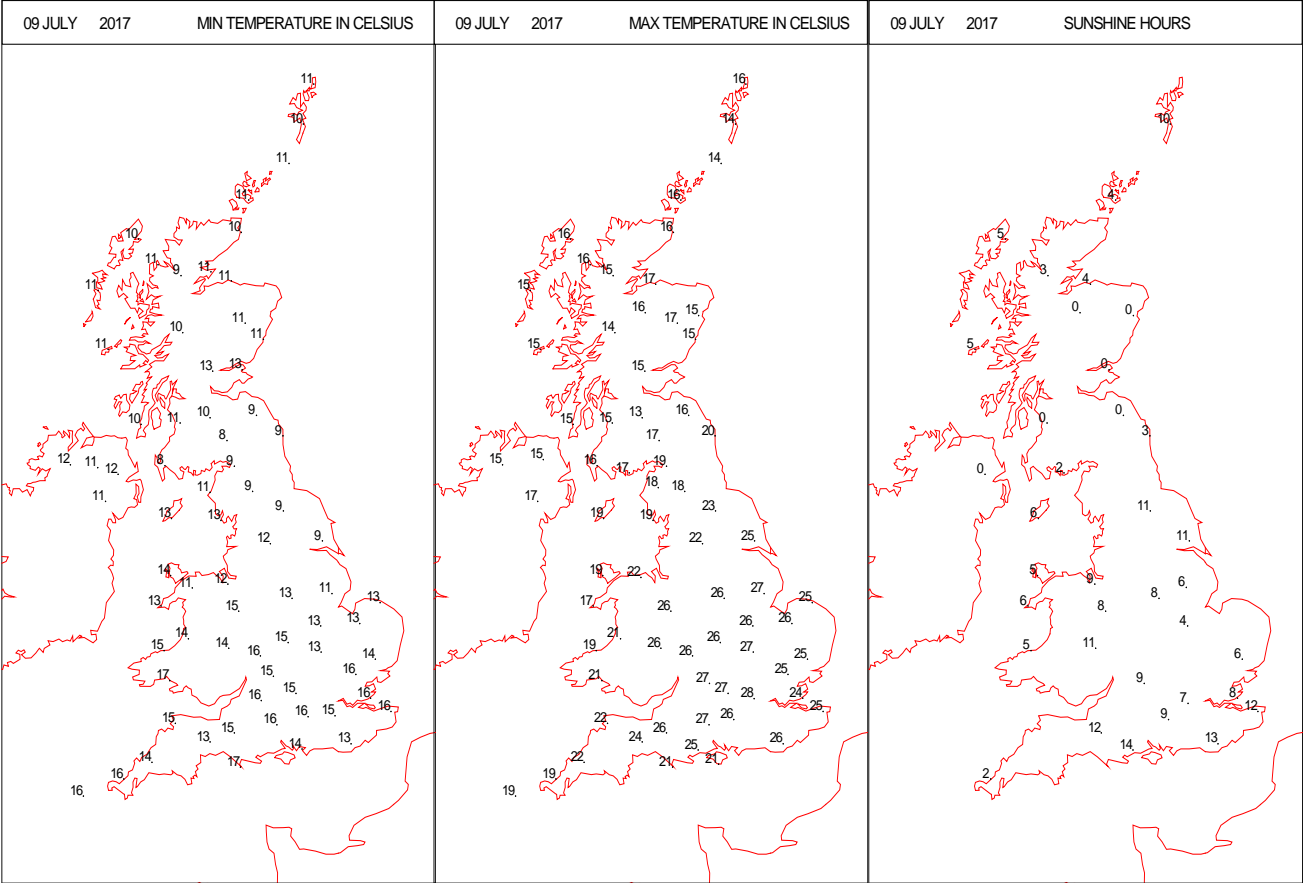 09 JULY 2017 MIN TEMPERATURE IN CELSIUS
11
10
11
11
10 10
11 11
9
11 11
11 10
11 11
13 13
10 11 10 9
8 9
12 11 12 8 9
11 11 9
13 13 9
12 9
14 11 12
13 15 13 11 13
13 13
14 15
15 14 16 13 14
17 15 16
16 15 16
15 16 16 15 16
13 15 14 13
14 17
16
16
09 JULY 2017 MAX TEMPERATURE IN CELSIUS
16
14
14
16
16 16
16 15
15 17
16 15
14 17 15
15 15
15 15 13 16
17 20
15 15 16 17 19
17 18 18
19 19 23
22 25
19 22
17 26 26 27 25
21 26 26
19 26 26 27 25
21 27 25
27 28 24
22 26 27 26 25
24 25 26
22 21 21
19
19
09 JULY 2017 SUNSHINE HOURS
10
4
5
3 4
0 0
5
0
0 0
3
0 2
6 11
11
5 9
6 8 8 6
4
5 11 6
9
7 8
12 9 12
14 13
2